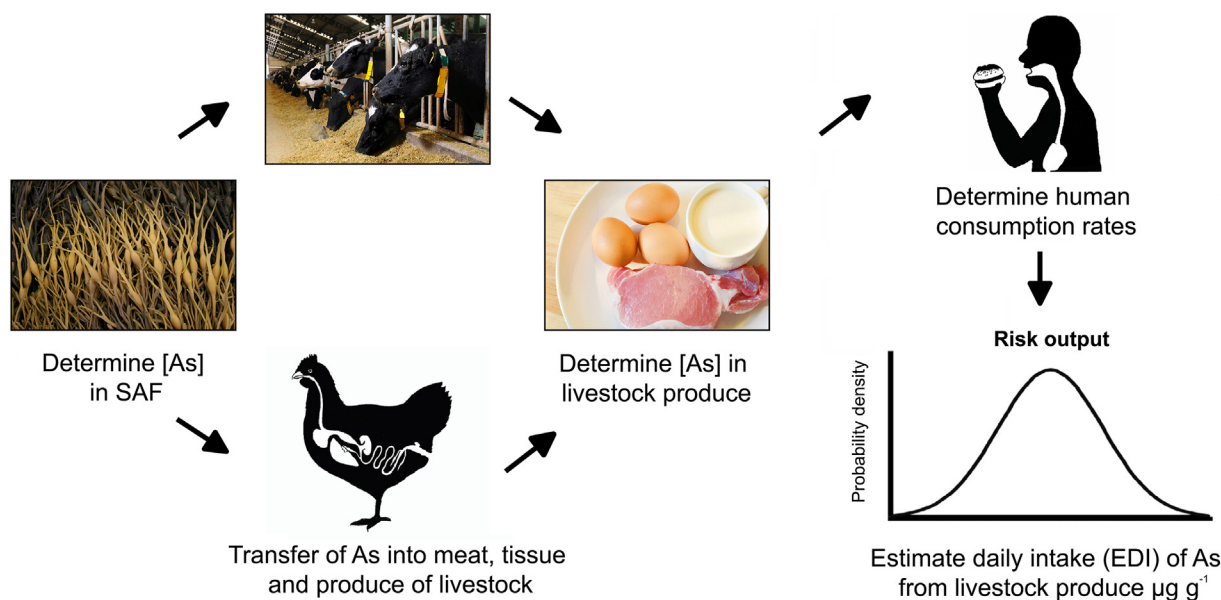 Determine [As]
in SAF
Transfer of As into meat, tissue
and produce of livestock
Determine [As] in
livestock produce
Determine human
consumption rates
Risk output
Probability density
Estimate daily intake (EDI) of As
from livestock produce µg g⁻¹